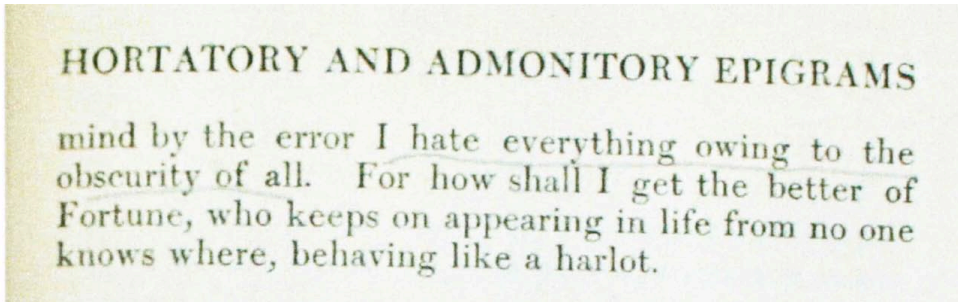 HORTATORY AND ADMONITORY EPIGRAMS
mind by the error I hate everything owing to the
obscurity of all. For how shall I get the better of
Fortune, who keeps on appearing in life from no one
knows where, behaving like a harlot.